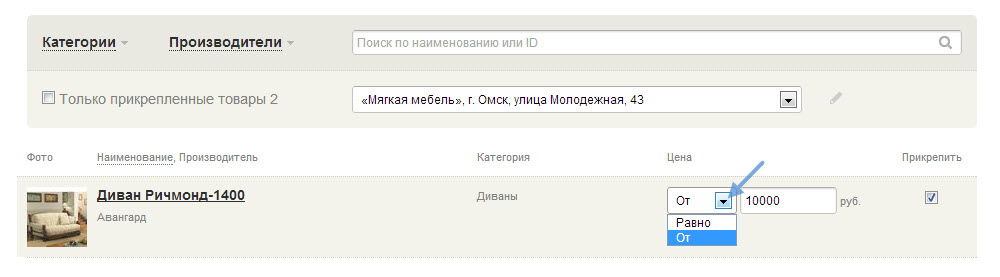 Категории Производители Поиск по наименованию или ID
Только прикрепленные товары 2 «Мягкая мебель», г. Омск, улица Молодежная, 43
Фото Наименование, Производитель Категория Цена Прикрепить
Диван Ричмонд-1400 Диваны От 10000 руб.
Авангард
Равно
От